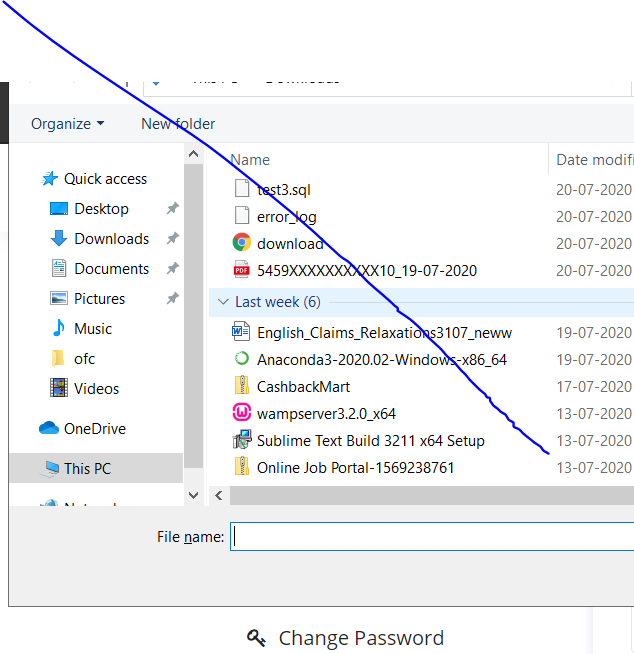 Organize New folder
Name Date modifi
Quick access
Desktop
Downloads
Documents
Pictures
Music
ofc
Videos
OneDrive
This PC
test3.sql 20-07-2020
error_log 20-07-2020
download 20-07-2020
5459XXXXXXXXXX10_19-07-2020 20-07-2020
Last week (6)
English_Claims_Relaxations3107_neww 19-07-2020
Anaconda3-2020.02-Windows-x86_64 19-07-2020
CashbackMart 17-07-2020
wampserver3.2.0_x64 13-07-2020
Sublime Text Build 3211 x64 Setup 13-07-2020
Online Job Portal-1569238761 13-07-2020
File name:
Change Password